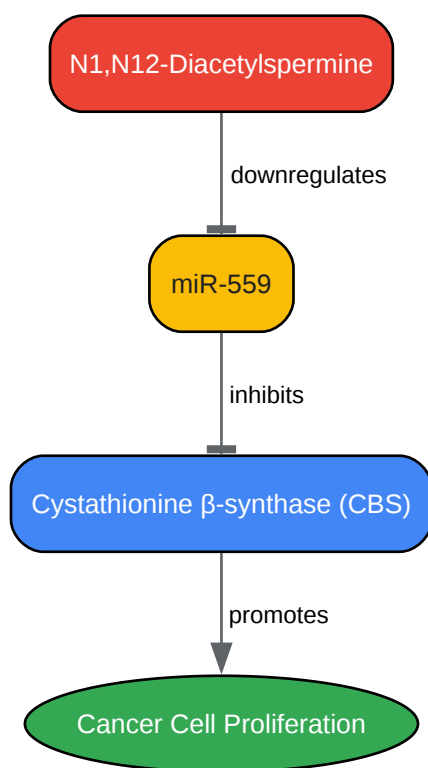 N1,N12-Diacetylspermine
downregulates
miR-559
inhibits
Cystathionine β-synthase (CBS)
promotes
Cancer Cell Proliferation